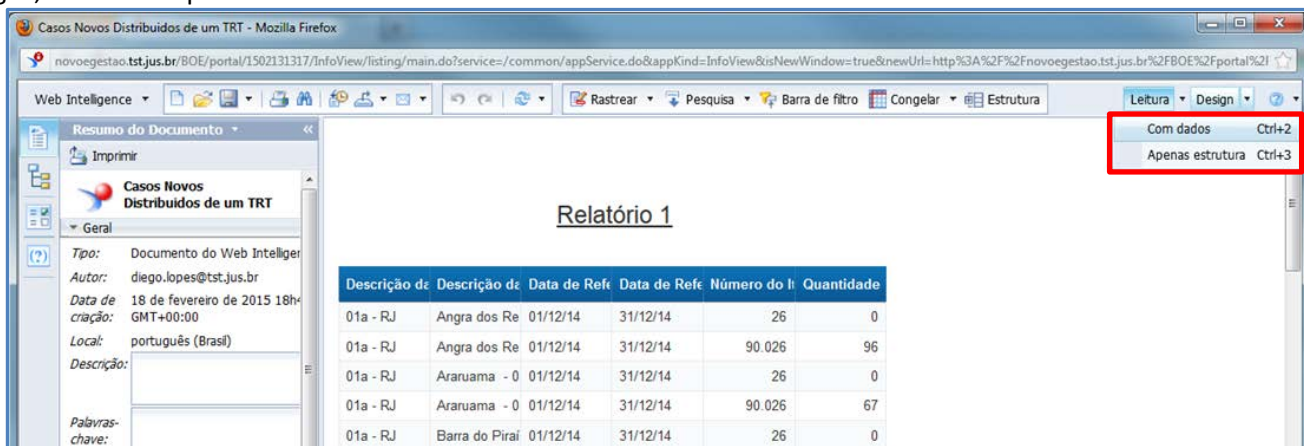 Casos Novos Distribuidos de um TRT - Mozilla Firefox
novoegestao.tst.jus.br/BOE/portal/1502131317/InfoView/listing/main.do?service=/common/appService.do&appKind=InfoView&isNewWindow=true&newUrl=http%3A%2F%2Fnovoegestao.tst.jus.br%2FBOE%2Fportal%2F
Web Intelligence Rastrear Pesquisa Barra de filtro Congelar Estrutura Leitura Design
Com dados Ctrl+2
Apenas estrutura Ctrl+3
Resumo do Documento «
Imprimir
Casos Novos
Distribuidos de um TRT
Geral
Tipo: Documento do Web Intelliger
Autor: diego.lopes@tst.jus.br
Data de criação: 18 de fevereiro de 2015 18h
GMT+00:00
Local: português (Brasil)
Descrição:
Palavras-
chave:
Relatório 1
Descrição da Descrição da Data de Refe Data de Refe Número do It Quantidade
01a - RJ Angra dos Re 01/12/14 31/12/14 26 0
01a - RJ Angra dos Re 01/12/14 31/12/14 90.026 96
01a - RJ Araruama - 0 01/12/14 31/12/14 26 0
01a - RJ Araruama - 0 01/12/14 31/12/14 90.026 67
01a - RJ Barra do Piraí 01/12/14 31/12/14 26 0